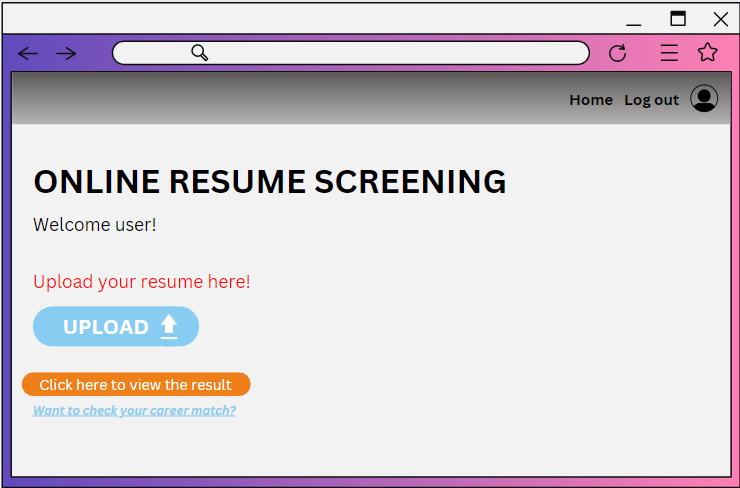 Home Log out
ONLINE RESUME SCREENING
Welcome user!
Upload your resume here!
UPLOAD
Click here to view the result
Want to check your career match?